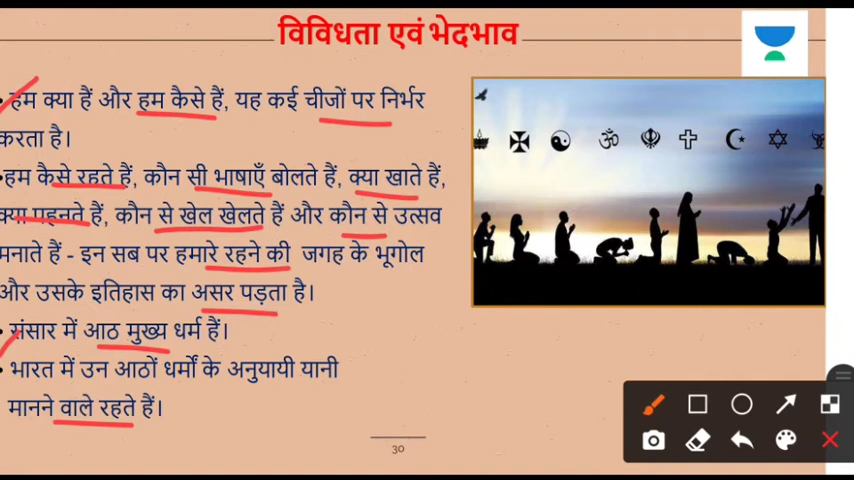 विविधता एवं भेदभाव
•हम क्या हैं और हम कैसे हैं, यह कई चीजों पर निर्भर
करता है।
•हम कैसे रहते हैं, कौन सी भाषाएँ बोलते हैं, क्या खाते हैं,
क्या पहनते हैं, कौन से खेल खेलते हैं और कौन से उत्सव
मनाते हैं - इन सब पर हमारे रहने की जगह के भूगोल
और उसके इतिहास का असर पड़ता है।
• संसार में आठ मुख्य धर्म हैं।
• भारत में उन आठों धर्मों के अनुयायी यानी
मानने वाले रहते हैं।
30